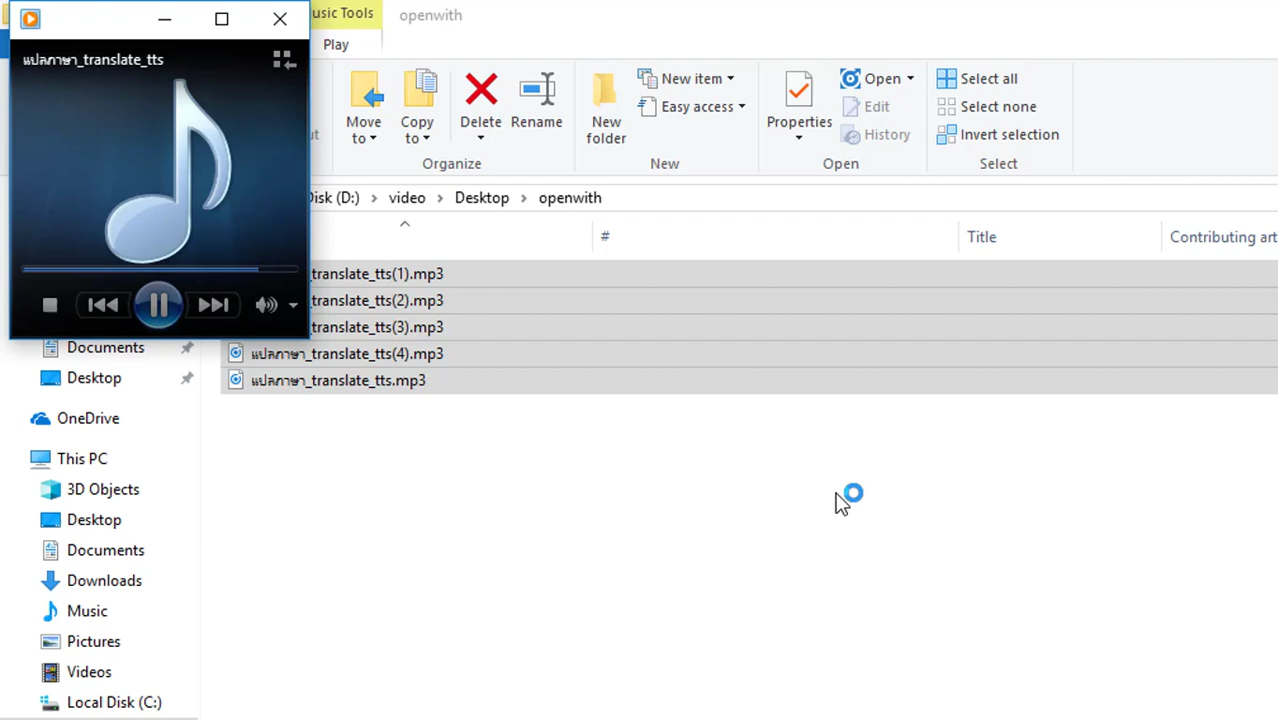 usic Tools
openwith
แปลภาษา_translate_tts
Play
Move to
Copy to
Delete
Rename
New folder
New item
Easy access
Properties
Open
Edit
History
Select all
Select none
Invert selection
Organize
New
Open
Select
Disk (D:) › video › Desktop › openwith
#
Title
Contributing art
_translate_tts(1).mp3
_translate_tts(2).mp3
_translate_tts(3).mp3
แปลภาษา_translate_tts(4).mp3
แปลภาษา_translate_tts.mp3
Documents
Desktop
OneDrive
This PC
3D Objects
Desktop
Documents
Downloads
Music
Pictures
Videos
Local Disk (C:)